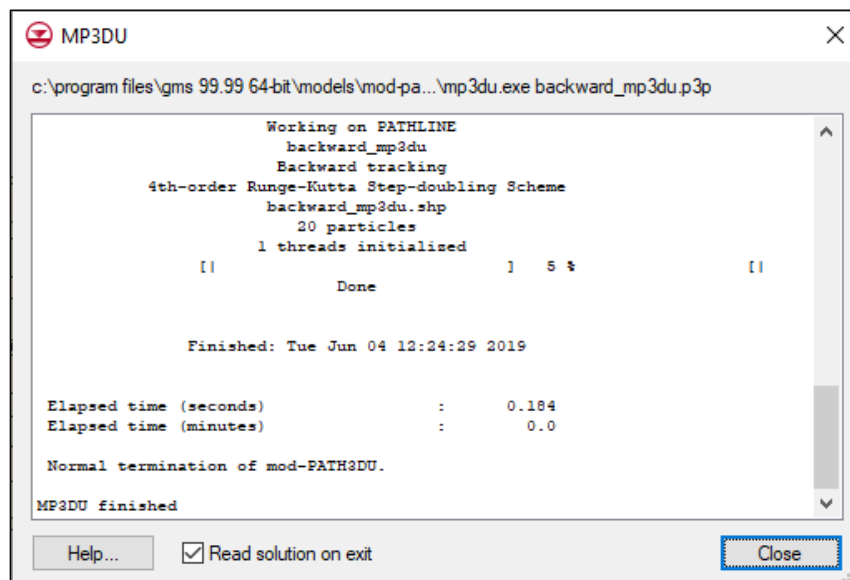 MP3DU
c:\program files\gms 99.99 64-bit\models\mod-pa...\mp3du.exe backward_mp3du.p3p
Working on PATHLINE
backward_mp3du
Backward tracking
4th-order Runge-Kutta Step-doubling Scheme
backward_mp3du.shp
20 particles
1 threads initialized
[| ] 5 % [|
Done
Finished: Tue Jun 04 12:24:29 2019
Elapsed time (seconds) : 0.184
Elapsed time (minutes) : 0.0
Normal termination of mod-PATH3DU.
MP3DU finished
Help... Read solution on exit Close